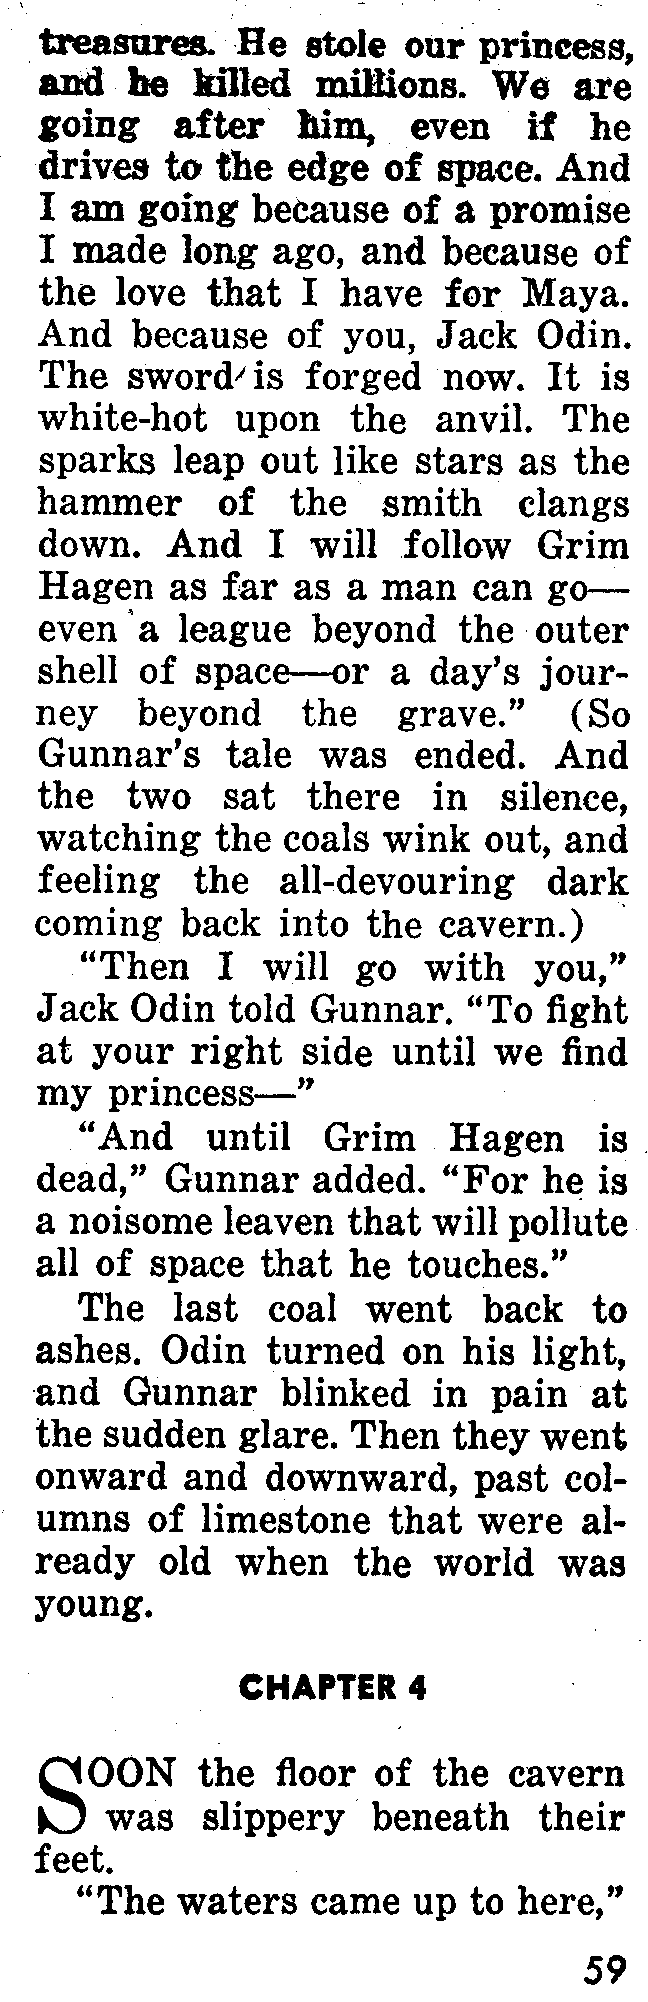 treasures. He stole our princess,
and he killed millions. We are
going after him, even if he
drives to the edge of space. And
I am going because of a promise
I made long ago, and because of
the love that I have for Maya.
And because of you, Jack Odin.
The sword is forged now. It is
white-hot upon the anvil. The
sparks leap out like stars as the
hammer of the smith clangs
down. And I will follow Grim
Hagen as far as a man can go—
even a league beyond the outer
shell of space—or a day's jour-
ney beyond the grave." (So
Gunnar's tale was ended. And
the two sat there in silence,
watching the coals wink out, and
feeling the all-devouring dark
coming back into the cavern.)
"Then I will go with you,"
Jack Odin told Gunnar. "To fight
at your right side until we find
my princess—"
"And until Grim Hagen is
dead," Gunnar added. "For he is
a noisome leaven that will pollute
all of space that he touches."
The last coal went back to
ashes. Odin turned on his light,
and Gunnar blinked in pain at
the sudden glare. Then they went
onward and downward, past col-
umns of limestone that were al-
ready old when the world was
young.
CHAPTER 4
SOON the floor of the cavern
was slippery beneath their
feet.
"The waters came up to here,"
59